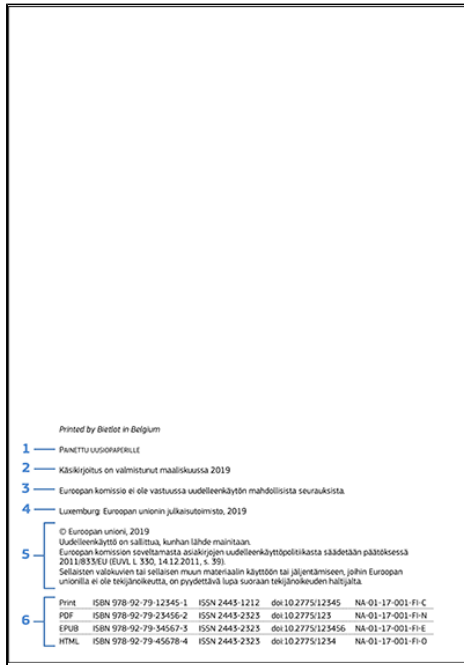 Printed by Bietlot in Belgium
1 PAINETTU UUSIOPAPERILLE
2 Käsikirjoitus on valmistunut maaliskuussa 2019
3 Euroopan komissio ei ole vastuussa uudelleenkäytön mahdollisista seurauksista.
4 Luxemburg: Euroopan unionin julkaisutoimisto, 2019
5
© Euroopan unioni, 2019
Uudelleenkäyttö on sallittua, kunhan lähde mainitaan.
Euroopan komission soveltamasta asiakirjojen uudelleenkäyttöpolitiikasta säädetään päätöksessä
2011/833/EU (EUVL L 330, 14.12.2011, s. 39).
Sellaisten valokuvien tai sellaisen muun materiaalin käyttöön tai jäljentämiseen, joihin Euroopan
unionilla ei ole tekijänoikeutta, on pyydettävä lupa suoraan tekijänoikeuden haltijalta.
6
Print ISBN 978-92-79-12345-1 ISSN 2443-1212 doi:10.2775/12345 NA-01-17-001-FI-C
PDF ISBN 978-92-79-23456-2 ISSN 2443-2323 doi:10.2775/123 NA-01-17-001-FI-N
EPUB ISBN 978-92-79-34567-3 ISSN 2443-2323 doi:10.2775/123456 NA-01-17-001-FI-E
HTML ISBN 978-92-79-45678-4 ISSN 2443-2323 doi:10.2775/1234 NA-01-17-001-FI-Q